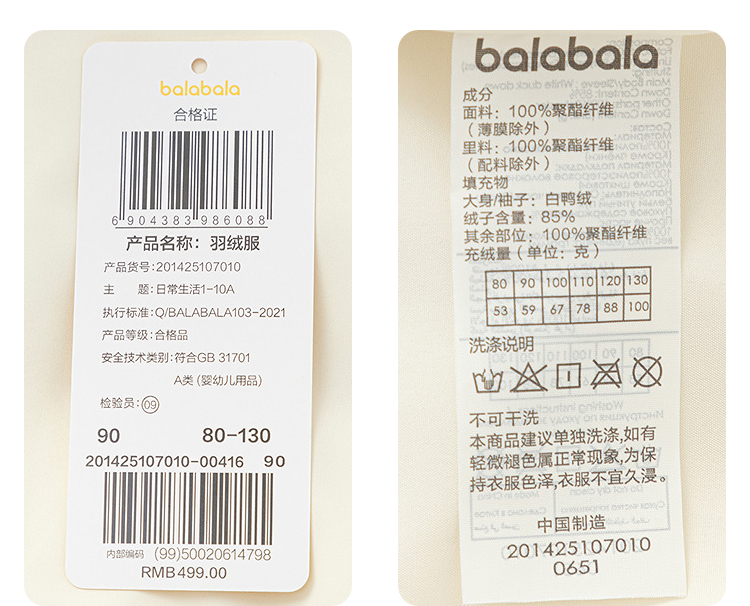 balabala
合格证
6 904383 986088
产品名称：羽绒服
产品货号:201425107010
主 题:日常生活1-10A
执行标准:Q/BALABALA103-2021
产品等级:合格品
安全技术类别:符合GB 31701
A类 (婴幼儿用品)
检验员:09
90 80-130
201425107010-00416 90
内部编码 (99)50020614798
RMB499.00
balabala
成分
面料：100%聚酯纤维
（薄膜除外）
里料：100%聚酯纤维
（配料除外）
填充物
大身/袖子：白鸭绒
绒子含量：85%
其余部位：100%聚酯纤维
充绒量（单位：克）
80 90 100 110 120 130
53 59 67 78 88 100
洗涤说明
不可干洗
本商品建议单独洗涤,如有
轻微褪色属正常现象,为保
持衣服色泽,衣服不宜久浸。
中国制造
201425107010
0651